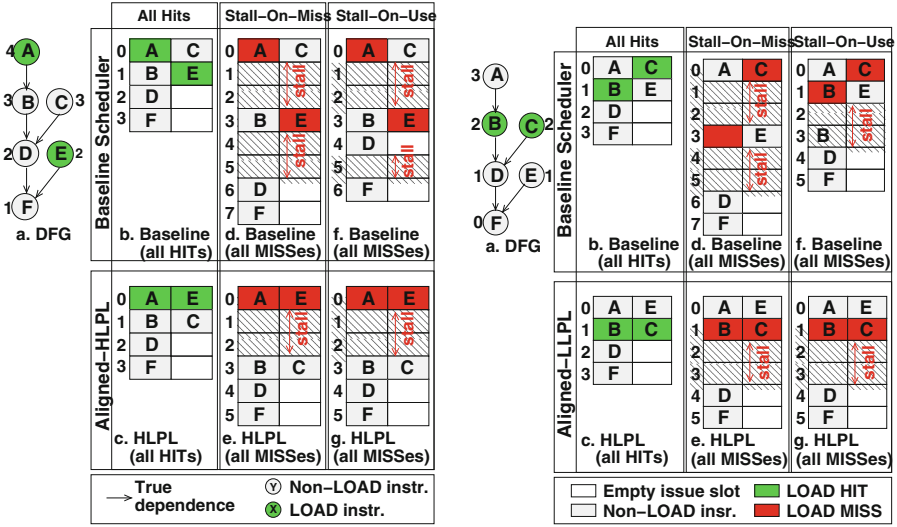 All Hits Stall-On-Miss Stall-On-Use
Baseline Scheduler
4 A
3 B C 3
2 D E 2
1 F
a. DFG
0 A C
1 B E
2 D
3 F
b. Baseline
(all HITs)
0 A C
1
2
stall
3 B E
4
5
stall
6 D
7 F
d. Baseline
(all MISSes)
0 A C
1
2
stall
3 B E
4 D
5
stall
6 F
f. Baseline
(all MISSes)
Aligned-HLPL
0 A E
1 B C
2 D
3 F
c. HLPL
(all HITs)
0 A E
1
2
stall
3 B C
4 D
5 F
e. HLPL
(all MISSes)
0 A E
1
2
stall
3 B C
4 D
5 F
g. HLPL
(all MISSes)
True
dependence
Y Non-LOAD instr.
X LOAD instr.
All Hits Stall-On-Miss Stall-On-Use
Baseline Scheduler
3 A
2 B C 2
1 D E 1
0 F
a. DFG
0 A C
1 B E
2 D
3 F
b. Baseline
(all HITs)
0 A C
1
2
stall
3 E
4
5
stall
6 D
7 F
d. Baseline
(all MISSes)
0 A C
1 B E
2
3 B
stall
4 D
5 F
f. Baseline
(all MISSes)
Aligned-LLPL
0 A E
1 B C
2 D
3 F
c. HLPL
(all HITs)
0 A E
1 B C
2
3
stall
4 D
5 F
e. HLPL
(all MISSes)
0 A E
1 B C
2
3
stall
4 D
5 F
g. HLPL
(all MISSes)
Empty issue slot
Non-LOAD insr.
LOAD HIT
LOAD MISS